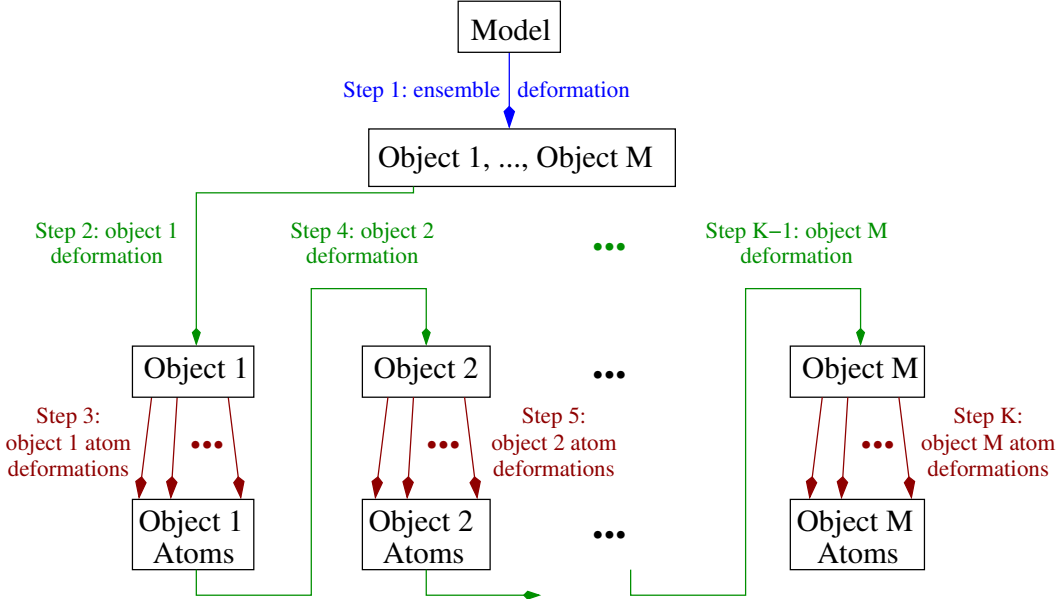 Model
Step 1: ensemble deformation
Object 1, ..., Object M
Step 2: object 1
deformation
Step 4: object 2
deformation
Step K−1: object M
deformation
Object 1
Object 2
Object M
Step 3:
object 1 atom
deformations
Step 5:
object 2 atom
deformations
Step K:
object M atom
deformations
Object 1
Atoms
Object 2
Atoms
Object M
Atoms